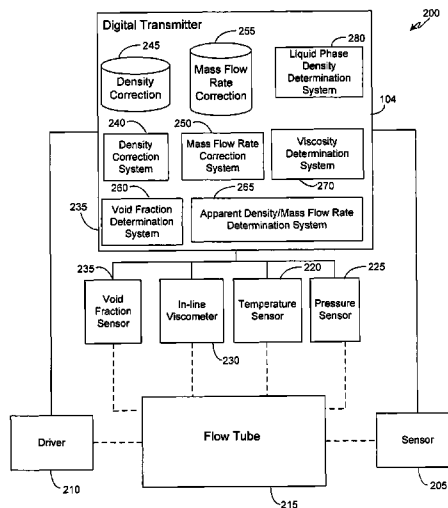 200
Digital Transmitter
245
Density
Correction
255
Mass Flow
Rate
Correction
280
Liquid Phase
Density
Determination
System
104
240
Density
Correction
System
250
Mass Flow Rate
Correction System
Viscosity
Determination
System
270
260
Void Fraction
Determination
System
265
Apparent Density/Mass Flow Rate
Determination System
235
235
Void
Fraction
Sensor
In-line
Viscometer
230
220
Temperature
Sensor
225
Pressure
Sensor
Driver
210
Flow Tube
215
Sensor
205